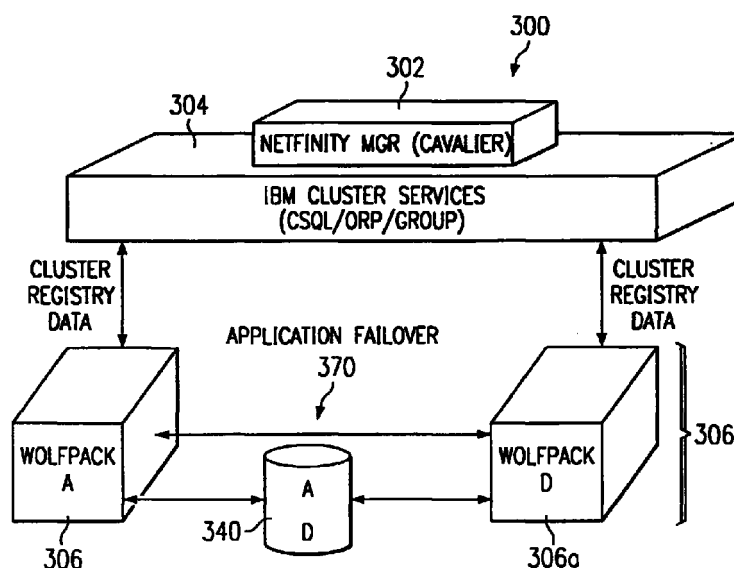 300
302
304
NETFINITY MGR (CAVALIER)
IBM CLUSTER SERVICES
(CSQL/ORP/GROUP)
CLUSTER
REGISTRY
DATA
CLUSTER
REGISTRY
DATA
APPLICATION FAILOVER
370
WOLFPACK
A
306
A
D
340
WOLFPACK
D
306a
306